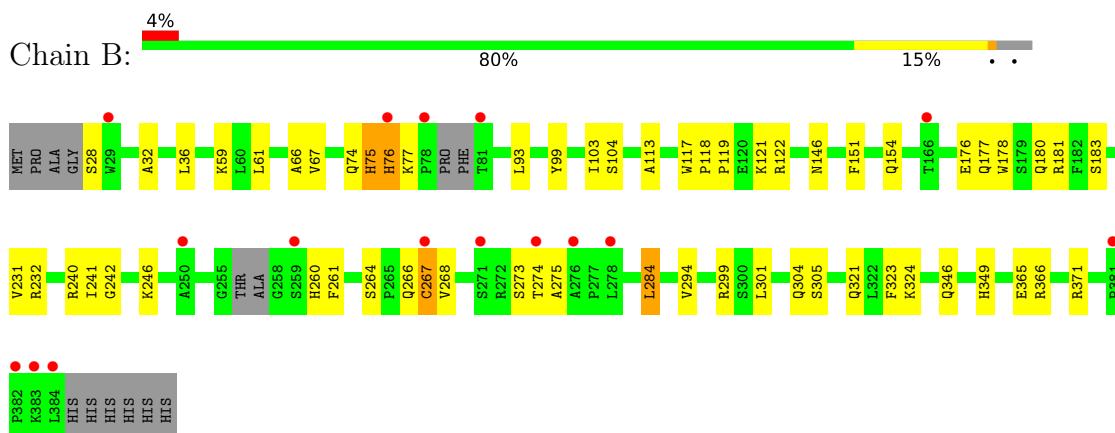 4%
Chain B:
80% 15% • •
MET PRO ALA GLY S28 W29 A32 L36 K59 L60 L61 A66 V67 Q74 H75 H76 K77 P78 PRO PHE T81 L93 Y99 I103 S104 A113 W117 P118 P119 E120 K121 R122 N146 F151 Q154 T166 E176 Q177 W178 S179 Q180 R181 F182 S183
V231 R232 R240 I241 G242 K246 A250 G255 THR ALA G258 S259 H260 F261 S264 P265 Q266 C267 V268 S271 R272 S273 T274 A275 A276 P277 L278 L284 V294 R299 S300 L301 Q304 S305 Q321 L322 F323 K324 Q346 H349 E365 R366 R371
P382 K383 L384 HIS HIS HIS HIS HIS HIS